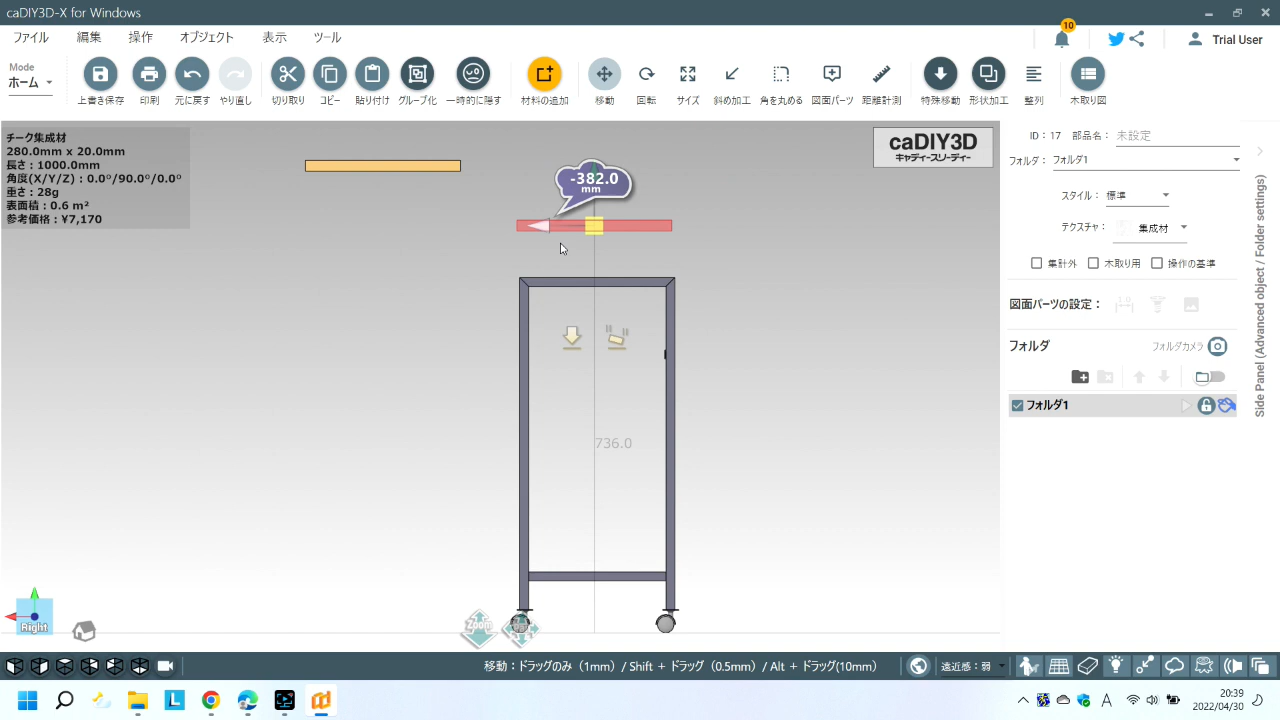 caDIY3D-X for Windows
ファイル 編集 操作 オブジェクト 表示 ツール
10
Trial User
Mode
ホーム
上書き保存 印刷 元に戻す やり直し 切り取り コピー 貼り付け グループ化 一時的に隠す 材料の追加 移動 回転 サイズ 斜め加工 角を丸める 図面パーツ 距離計測 特殊移動 形状加工 整列 木取り図
チーク集成材
280.0mm x 20.0mm
長さ：1000.0mm
角度(X/Y/Z)：0.0°/90.0°/0.0°
重さ：28g
表面積：0.6 m²
参考価格：¥7,170
caDIY3D
キャディースリーディー
-382.0
mm
736.0
ID：17 部品名： 未設定
フォルダ： フォルダ1
スタイル： 標準
テクスチャ： 集成材
集計外 木取り用 操作の基準
図面パーツの設定：
1.0
フォルダ フォルダカメラ
フォルダ1
Side Panel (Advanced object / Folder settings)
Right
Zoom
移動：ドラッグのみ（1mm）/ Shift + ドラッグ（0.5mm）/ Alt + ドラッグ(10mm)
遠近感：弱
L
A
20:39
2022/04/30